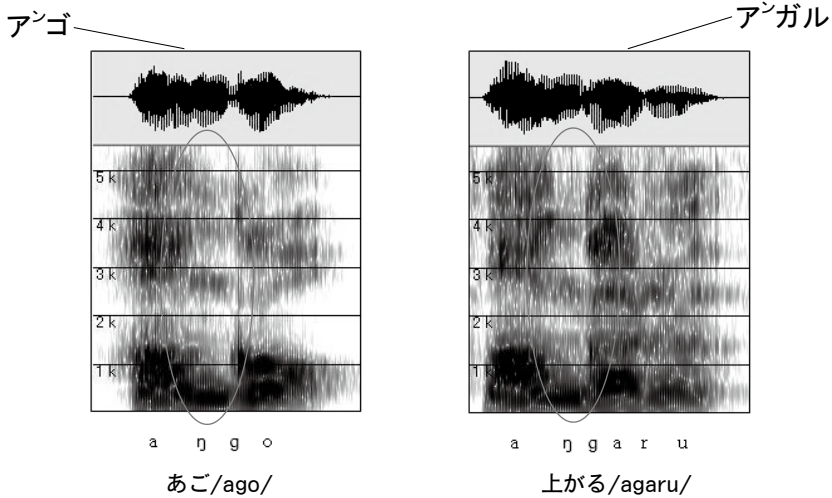 アンゴ
アンガル
5k
4k
3k
2k
1k
5k
4k
3k
2k
1k
a ŋ g o
a ŋ g a r u
あご/ago/
上がる/agaru/